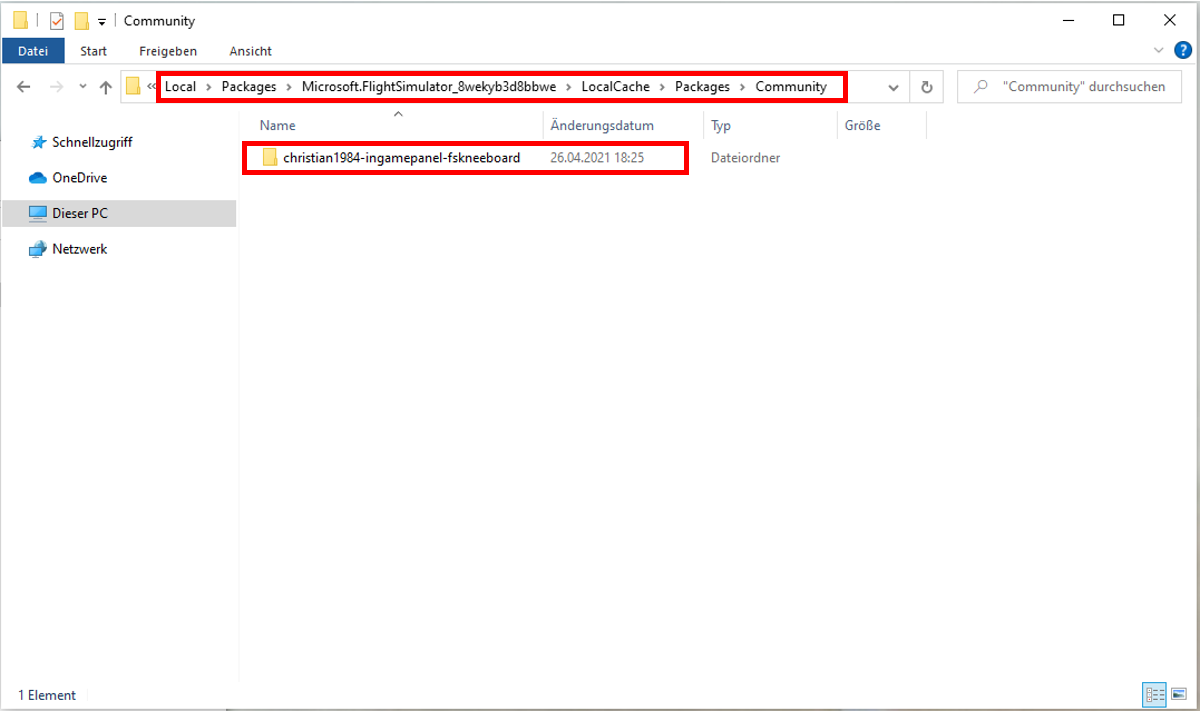 Community
Datei Start Freigeben Ansicht ?
« Local › Packages › Microsoft.FlightSimulator_8wekyb3d8bbwe › LocalCache › Packages › Community "Community" durchsuchen
Name Änderungsdatum Typ Größe
christian1984-ingamepanel-fskneeboard 26.04.2021 18:25 Dateiordner
Schnellzugriff
OneDrive
Dieser PC
Netzwerk
1 Element